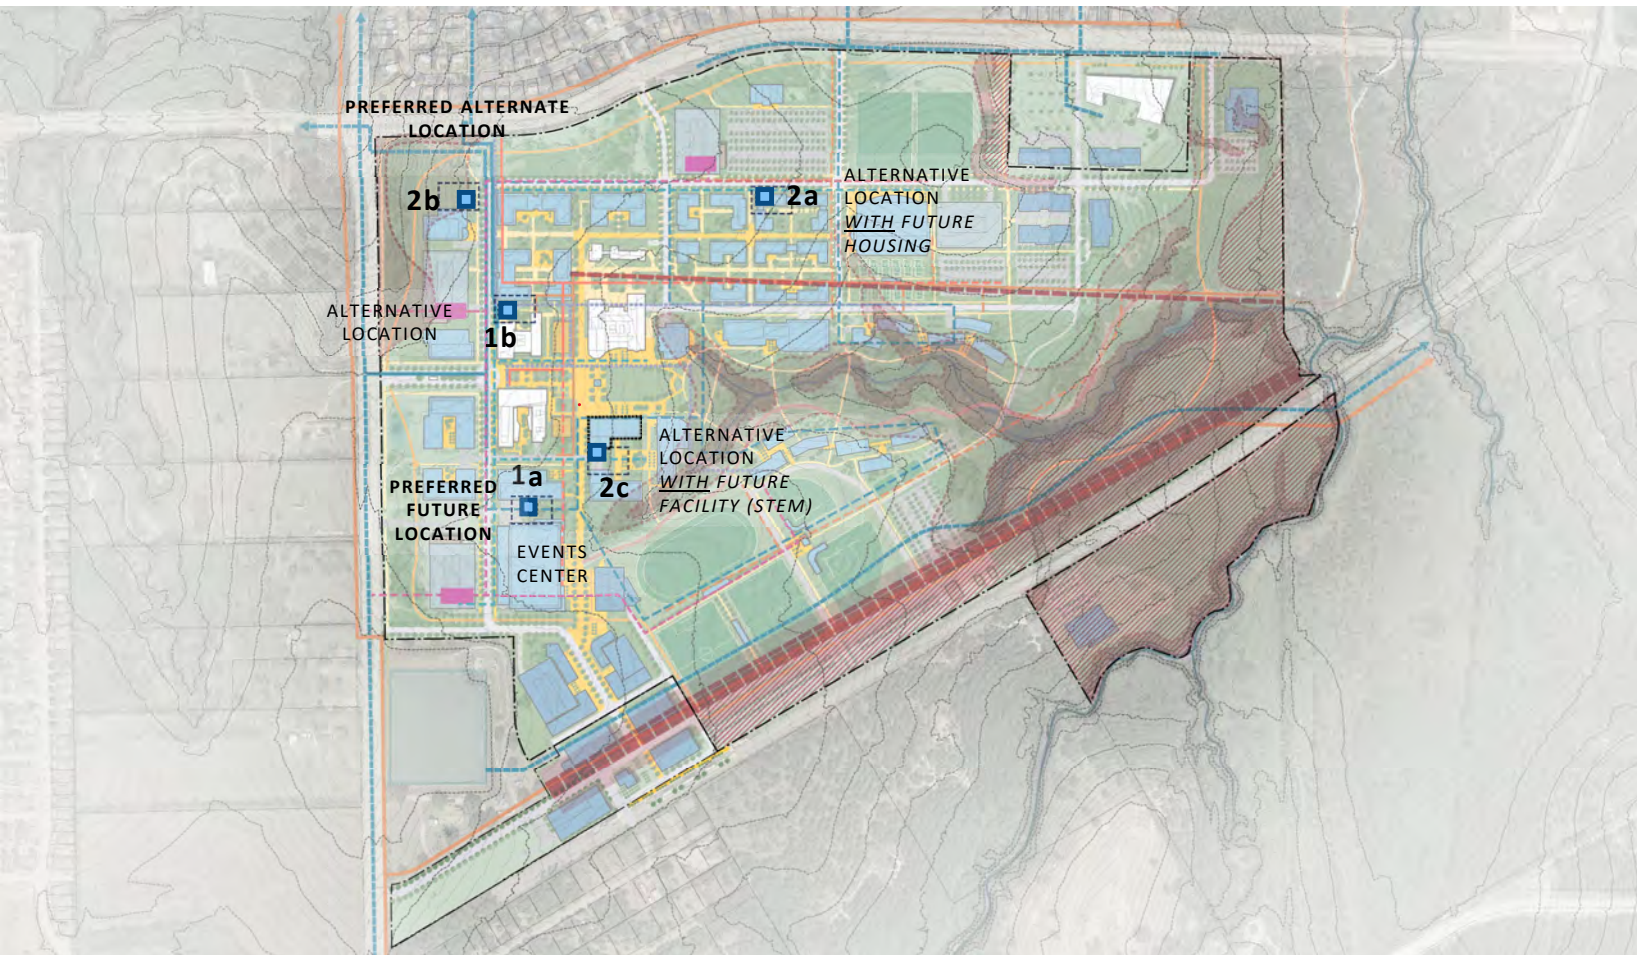 PREFERRED ALTERNATE
LOCATION
2b
2a
ALTERNATIVE
LOCATION
WITH FUTURE
HOUSING
ALTERNATIVE
LOCATION
1b
ALTERNATIVE
LOCATION
WITH FUTURE
FACILITY (STEM)
2c
1a
PREFERRED
FUTURE
LOCATION
EVENTS
CENTER